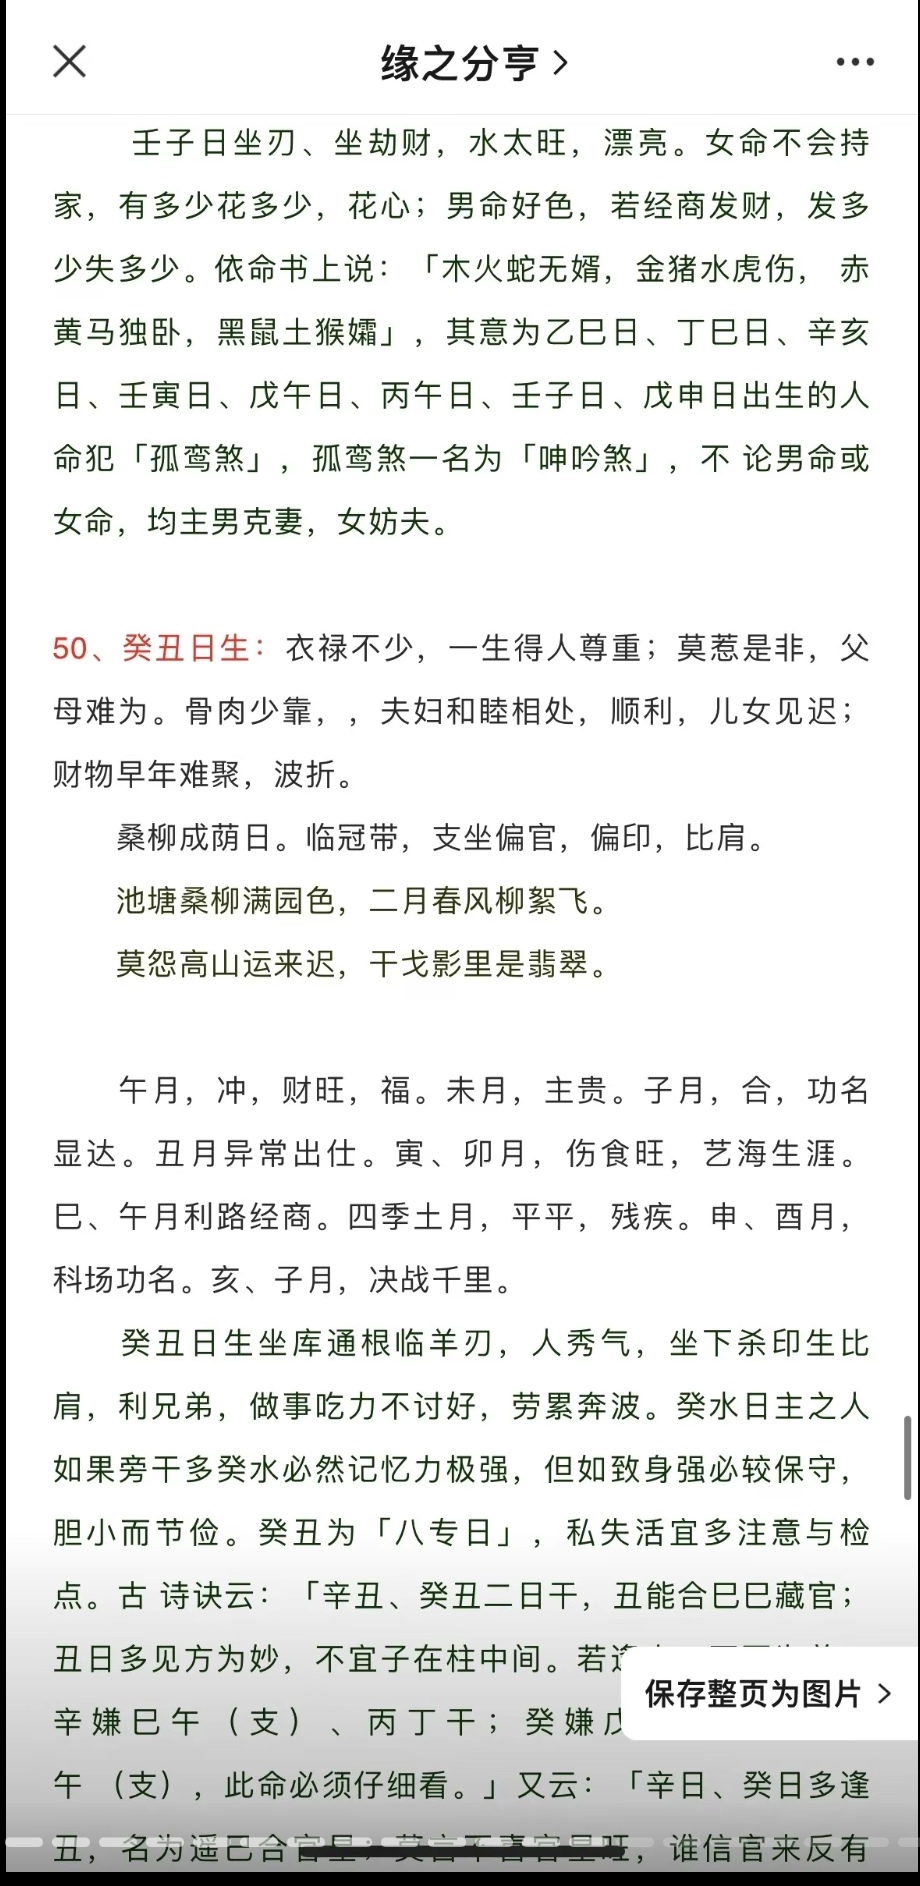 缘之分亨
壬子日坐刃、坐劫财，水太旺，漂亮。女命不会持
家，有多少花多少，花心；男命好色，若经商发财，发多
少失多少。依命书上说：「木火蛇无婿，金猪水虎伤， 赤
黄马独卧，黑鼠土猴孀」，其意为乙巳日、丁巳日、辛亥
日、壬寅日、戊午日、丙午日、壬子日、戊申日出生的人
命犯「孤鸾煞」，孤鸾煞一名为「呻吟煞」，不 论男命或
女命，均主男克妻，女妨夫。
50、癸丑日生：衣禄不少，一生得人尊重；莫惹是非，父
母难为。骨肉少靠，，夫妇和睦相处，顺利，儿女见迟；
财物早年难聚，波折。
桑柳成荫日。临冠带，支坐偏官，偏印，比肩。
池塘桑柳满园色，二月春风柳絮飞。
莫怨高山运来迟，干戈影里是翡翠。
午月，冲，财旺，福。未月，主贵。子月，合，功名
显达。丑月异常出仕。寅、卯月，伤食旺，艺海生涯。
巳、午月利路经商。四季土月，平平，残疾。申、酉月，
科场功名。亥、子月，决战千里。
癸丑日生坐库通根临羊刃，人秀气，坐下杀印生比
肩，利兄弟，做事吃力不讨好，劳累奔波。癸水日主之人
如果旁干多癸水必然记忆力极强，但如致身强必较保守，
胆小而节俭。癸丑为「八专日」，私失活宜多注意与检
点。古 诗诀云：「辛丑、癸丑二日干，丑能合巳巳藏官；
丑日多见方为妙，不宜子在柱中间。若
辛嫌巳午（支）、丙丁干；癸嫌戊
保存整页为图片
午 （支），此命必须仔细看。」又云：「辛日、癸日多逢
丑，名为遥巳合官星；莫言不喜官星旺，谁信官来反有